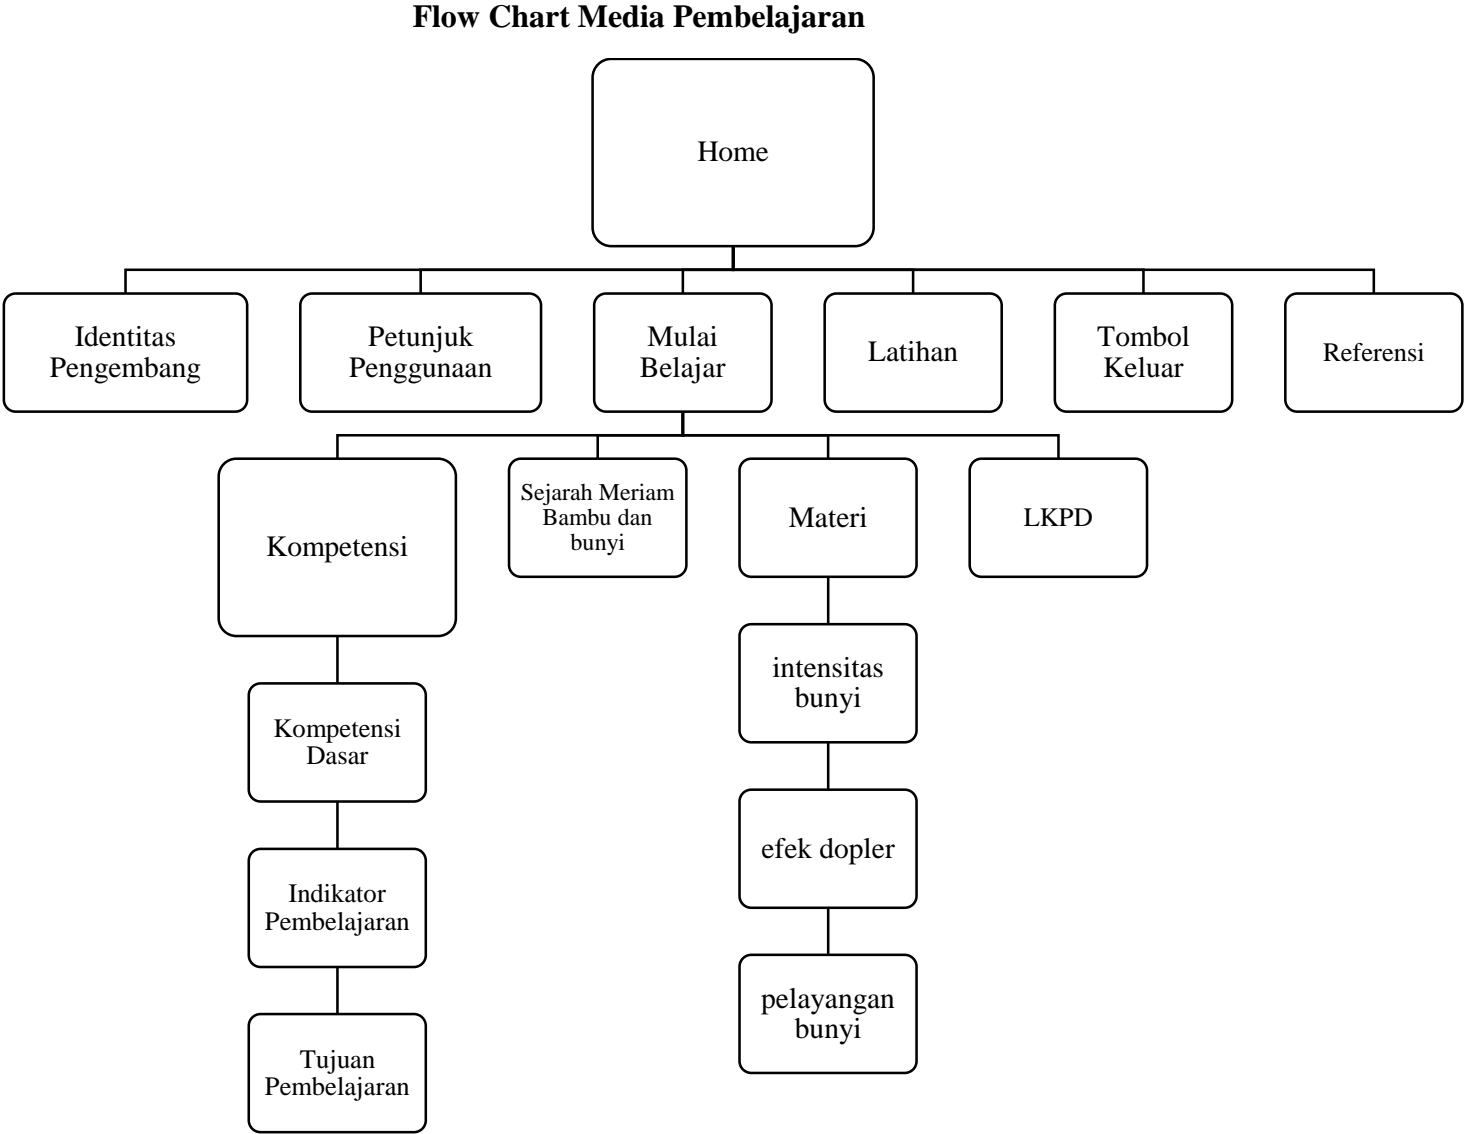 Flow Chart Media Pembelajaran
Home
Identitas
Pengembang
Petunjuk
Penggunaan
Mulai
Belajar
Latihan
Tombol
Keluar
Referensi
Kompetensi
Sejarah Meriam
Bambu dan
bunyi
Materi
LKPD
Kompetensi
Dasar
Indikator
Pembelajaran
Tujuan
Pembelajaran
intensitas
bunyi
efek dopler
pelayangan
bunyi